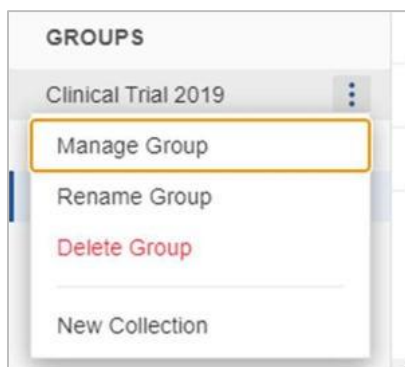 GROUPS
Clinical Trial 2019
Manage Group
Rename Group
Delete Group
New Collection